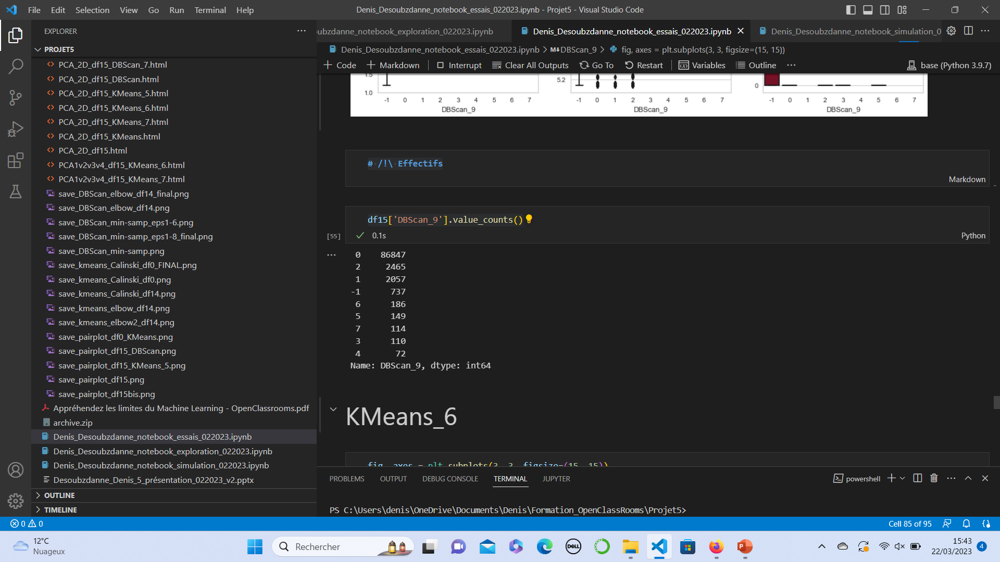 File Edit Selection View Go Run Terminal Help
Denis_Desoubzdanne_notebook_essais_022023.ipynb - Projet5 - Visual Studio Code
EXPLORER
PROJET5
PCA_2D_df15_DBScan_7.html
PCA_2D_df15_DBScan.html
PCA_2D_df15_KMeans_5.html
PCA_2D_df15_KMeans_6.html
PCA_2D_df15_KMeans_7.html
PCA_2D_df15_KMeans.html
PCA_2D_df15.html
PCA1v2v3v4_df15_KMeans_6.html
PCA1v2v3v4_df15_KMeans_7.html
save_DBScan_elbow_df14_final.png
save_DBScan_elbow_df14.png
save_DBScan_min-samp_eps1-6.png
save_DBScan_min-samp_eps1-8_final.png
save_DBScan_min-samp.png
save_kmeans_Calinski_df0_FINAL.png
save_kmeans_Calinski_df0.png
save_kmeans_Calinski_df14.png
save_kmeans_elbow_df14.png
save_kmeans_elbow2_df14.png
save_pairplot_df0_KMeans.png
save_pairplot_df15_DBScan.png
save_pairplot_df15_KMeans_5.png
save_pairplot_df15.png
save_pairplot_df15bis.png
Appréhendez les limites du Machine Learning - OpenClassrooms.pdf
archive.zip
Denis_Desoubzdanne_notebook_essais_022023.ipynb
Denis_Desoubzdanne_notebook_exploration_022023.ipynb
Denis_Desoubzdanne_notebook_simulation_022023.ipynb
Desoubzdanne_Denis_5_présentation_022023_v2.pptx
OUTLINE
TIMELINE
ubzdanne_notebook_exploration_022023.ipynb
Denis_Desoubzdanne_notebook_essais_022023.ipynb
Denis_Desoubzdanne_notebook_simulation_0
Denis_Desoubzdanne_notebook_essais_022023.ipynb > M↓DBScan_9 > fig, axes = plt.subplots(3, 3, figsize=(15, 15))
+ Code + Markdown Interrupt Clear All Outputs Go To Restart Variables Outline ... base (Python 3.9.7)
1.5
1.0
-1 0 1 2 3 4 5 6 7
DBScan_9
5.2
-1 0 1 2 3 4 5 6 7
DBScan_9
0
-1 0 1 2 3 4 5 6 7
DBScan_9
# /!\ Effectifs
Markdown
df15['DBScan_9'].value_counts()
[55] 0.1s
Python
0 86847
2 2465
1 2057
-1 737
6 186
5 149
7 114
3 110
4 72
Name: DBScan_9, dtype: int64
KMeans_6
fig, axes = plt.subplots(3, 3, figsize=(15, 15))
PROBLEMS OUTPUT DEBUG CONSOLE TERMINAL JUPYTER
powershell
PS C:\Users\denis\OneDrive\Documents\Denis\Formation_OpenClassRooms\Projet5>
0 0
Cell 85 of 95
12°C
Nuageux
Rechercher
DELL
15:43
22/03/2023
4